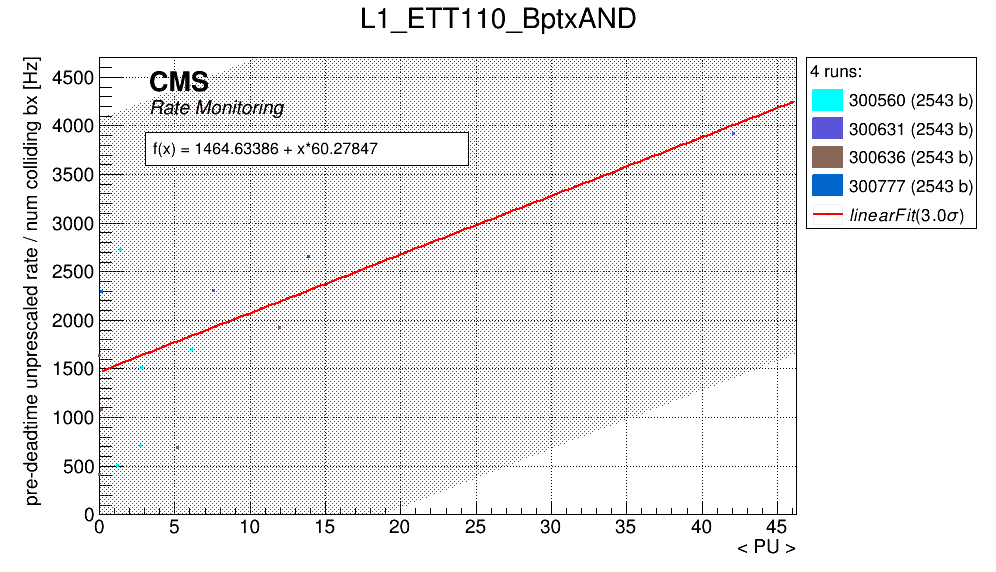 L1_ETT110_BptxAND
pre-deadtime unprescaled rate / num colliding bx [Hz]
CMS
Rate Monitoring
f(x) = 1464.63386 + x*60.27847
4500
4000
3500
3000
2500
2000
1500
1000
500
0
0 5 10 15 20 25 30 35 40 45
< PU >
4 runs:
300560 (2543 b)
300631 (2543 b)
300636 (2543 b)
300777 (2543 b)
linearFit(3.0σ)